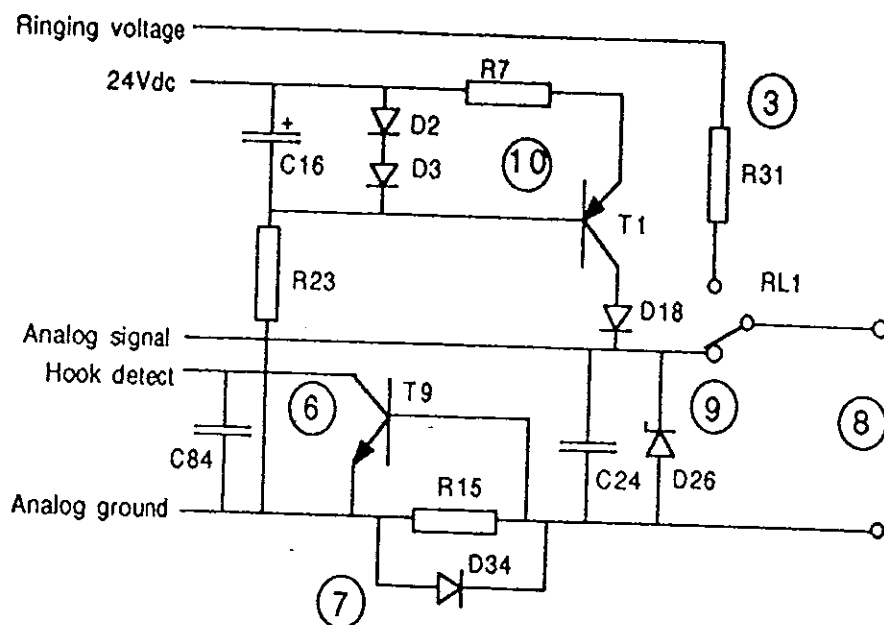 Ringing voltage
24Vdc
R7
3
D2
C16
+
D3
10
R31
T1
R23
RL1
D18
Analog signal
Hook detect
6
T9
9
8
C84
C24
D26
R15
Analog ground
D34
7